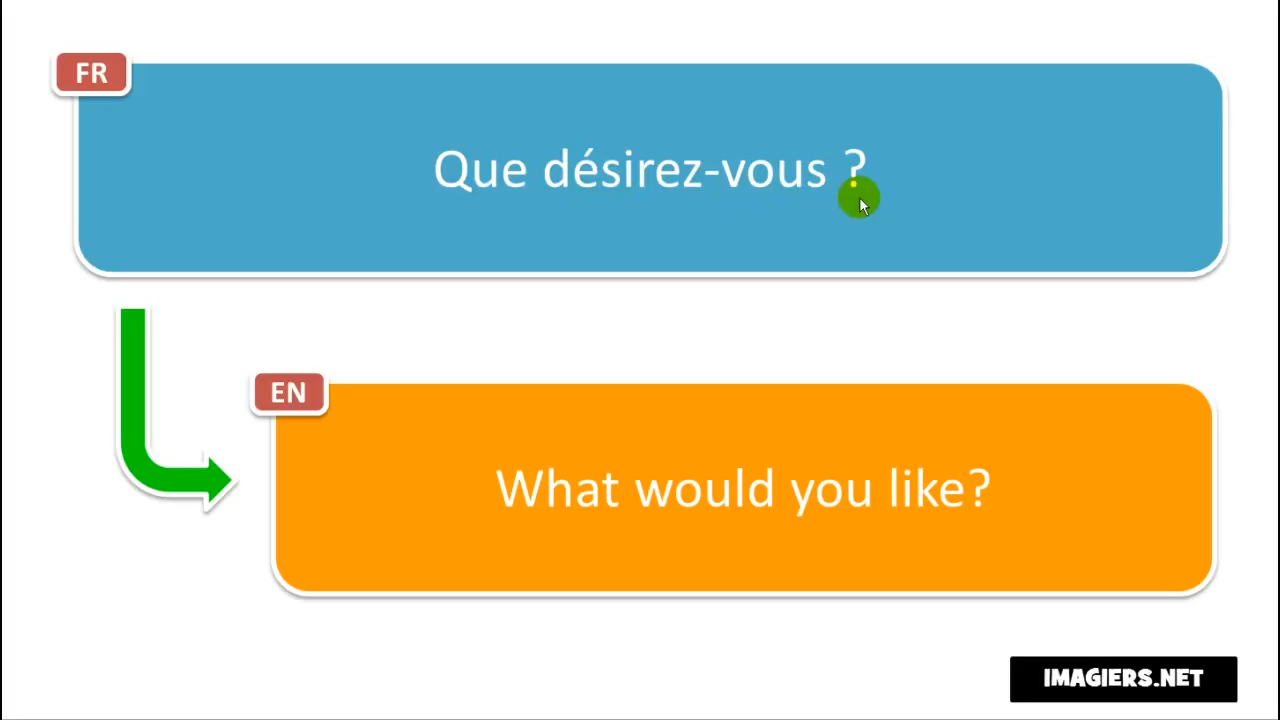 FR
Que désirez-vous ?
EN
What would you like?
IMAGIERS.NET